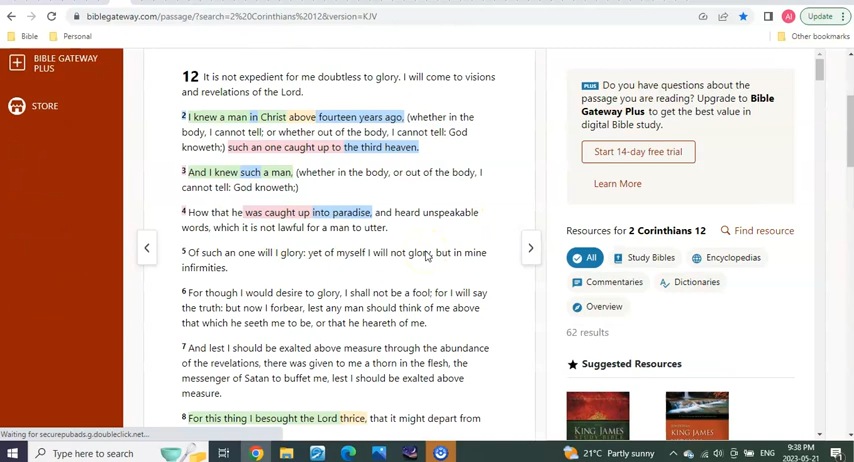 biblegateway.com/passage/?search=2%20Corinthians%2012&version=KJV
AI
Update
Bible
Personal
Other bookmarks
BIBLE GATEWAY
PLUS
STORE
12 It is not expedient for me doubtless to glory. I will come to visions
and revelations of the Lord.
2 I knew a man in Christ above fourteen years ago, (whether in the
body, I cannot tell; or whether out of the body, I cannot tell: God
knoweth;) such an one caught up to the third heaven.
3 And I knew such a man, (whether in the body, or out of the body, I
cannot tell: God knoweth;)
4 How that he was caught up into paradise, and heard unspeakable
words, which it is not lawful for a man to utter.
5 Of such an one will I glory: yet of myself I will not glory, but in mine
infirmities.
6 For though I would desire to glory, I shall not be a fool; for I will say
the truth: but now I forbear, lest any man should think of me above
that which he seeth me to be, or that he heareth of me.
7 And lest I should be exalted above measure through the abundance
of the revelations, there was given to me a thorn in the flesh, the
messenger of Satan to buffet me, lest I should be exalted above
measure.
8 For this thing I besought the Lord thrice, that it might depart from
PLUS Do you have questions about the
passage you are reading? Upgrade to Bible
Gateway Plus to get the best value in
digital Bible study.
Start 14-day free trial
Learn More
Resources for 2 Corinthians 12
Find resource
All
Study Bibles
Encyclopedias
Commentaries
Dictionaries
Overview
62 results
Suggested Resources
KING JAMES
KING JAMES
Waiting for securepubads.g.doubleclick.net...
Type here to search
21°C Partly sunny
ENG
9:38 PM
2023-05-21